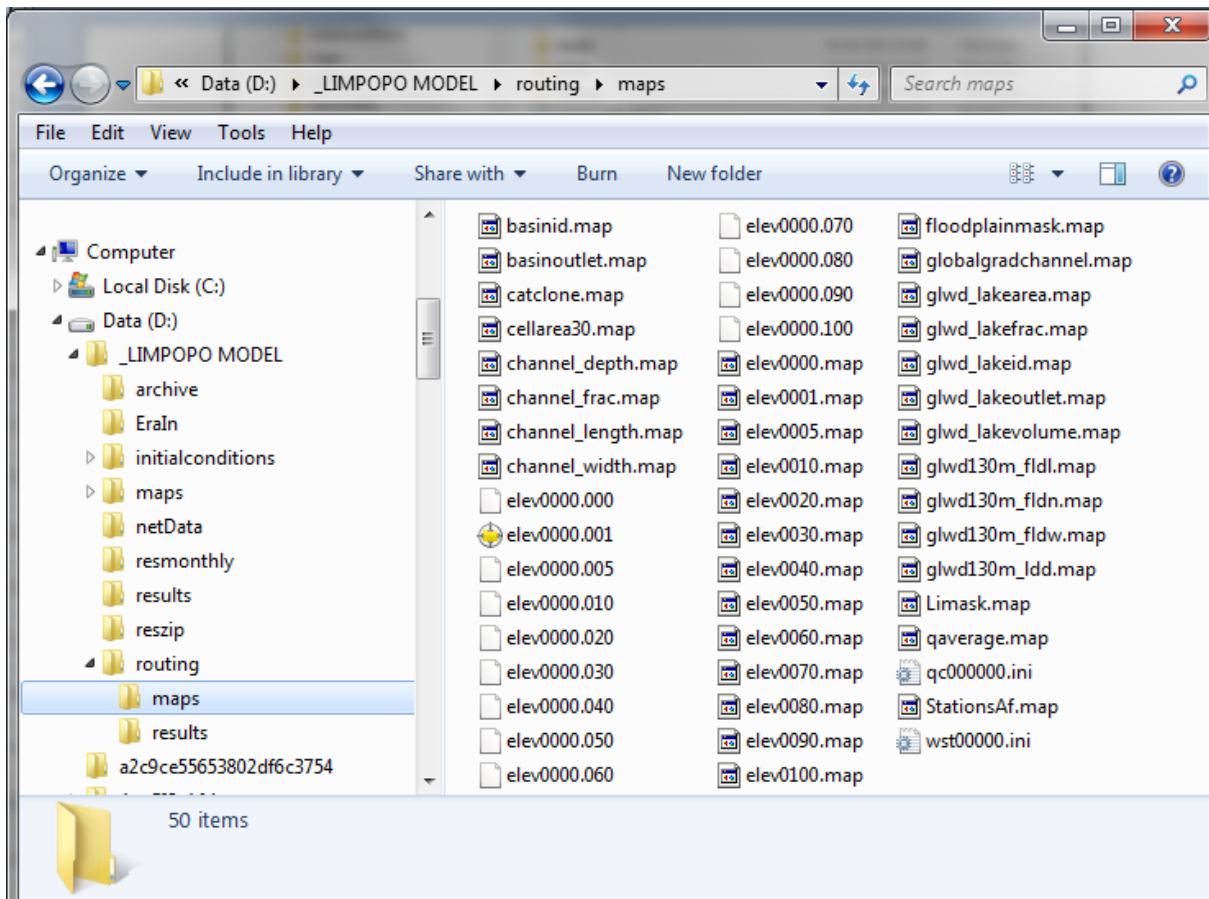 « Data (D:) ▸ _LIMPOPO MODEL ▸ routing ▸ maps
Search maps
File Edit View Tools Help
Organize Include in library Share with Burn New folder
Computer
Local Disk (C:)
Data (D:)
_LIMPOPO MODEL
archive
EraIn
initialconditions
maps
netData
resmonthly
results
reszip
routing
maps
results
a2c9ce55653802df6c3754
basinid.map
basinoutlet.map
catclone.map
cellarea30.map
channel_depth.map
channel_frac.map
channel_length.map
channel_width.map
elev0000.000
elev0000.001
elev0000.005
elev0000.010
elev0000.020
elev0000.030
elev0000.040
elev0000.050
elev0000.060
elev0000.070
elev0000.080
elev0000.090
elev0000.100
elev0000.map
elev0001.map
elev0005.map
elev0010.map
elev0020.map
elev0030.map
elev0040.map
elev0050.map
elev0060.map
elev0070.map
elev0080.map
elev0090.map
elev0100.map
floodplainmask.map
globalgradchannel.map
glwd_lakearea.map
glwd_lakefrac.map
glwd_lakeid.map
glwd_lakeoutlet.map
glwd_lakevolume.map
glwd130m_fldl.map
glwd130m_fldn.map
glwd130m_fldw.map
glwd130m_ldd.map
Limask.map
qaverage.map
qc000000.ini
StationsAf.map
wst00000.ini
50 items